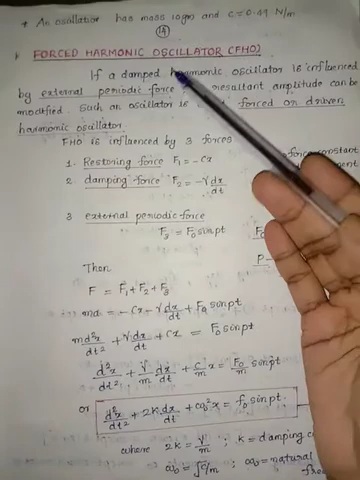 * An oscillator has mass 10gm and C=0.49 N/m
(19)
FORCED HARMONIC OSCILLATOR (FHO)
If a damped harmonic oscillator is influenced
by external periodic force resultant amplitude can be
modified such an oscillator is forced or driven
harmonic oscillator
FHO is influenced by 3 forces
1. Restoring force F₁ = -Cx force constant
2. damping force F₂ = -γ dx/dt
3 external periodic force
F₃ = F₀ sinpt
P-
Then
F = F₁ + F₂ + F₃
and = -Cx - γ dx/dt + F₀ sinpt
m d²x/dt² + γ dx/dt + Cx = F₀ sinpt
d²x/dt² + γ/m dx/dt + C/m x = F₀/m sinpt
or d²x/dt² + 2K dx/dt + ω₀² x = f₀ sinpt
where 2K = γ/m ; K = damping
ω₀ = √C/m ; ω₀ = natural